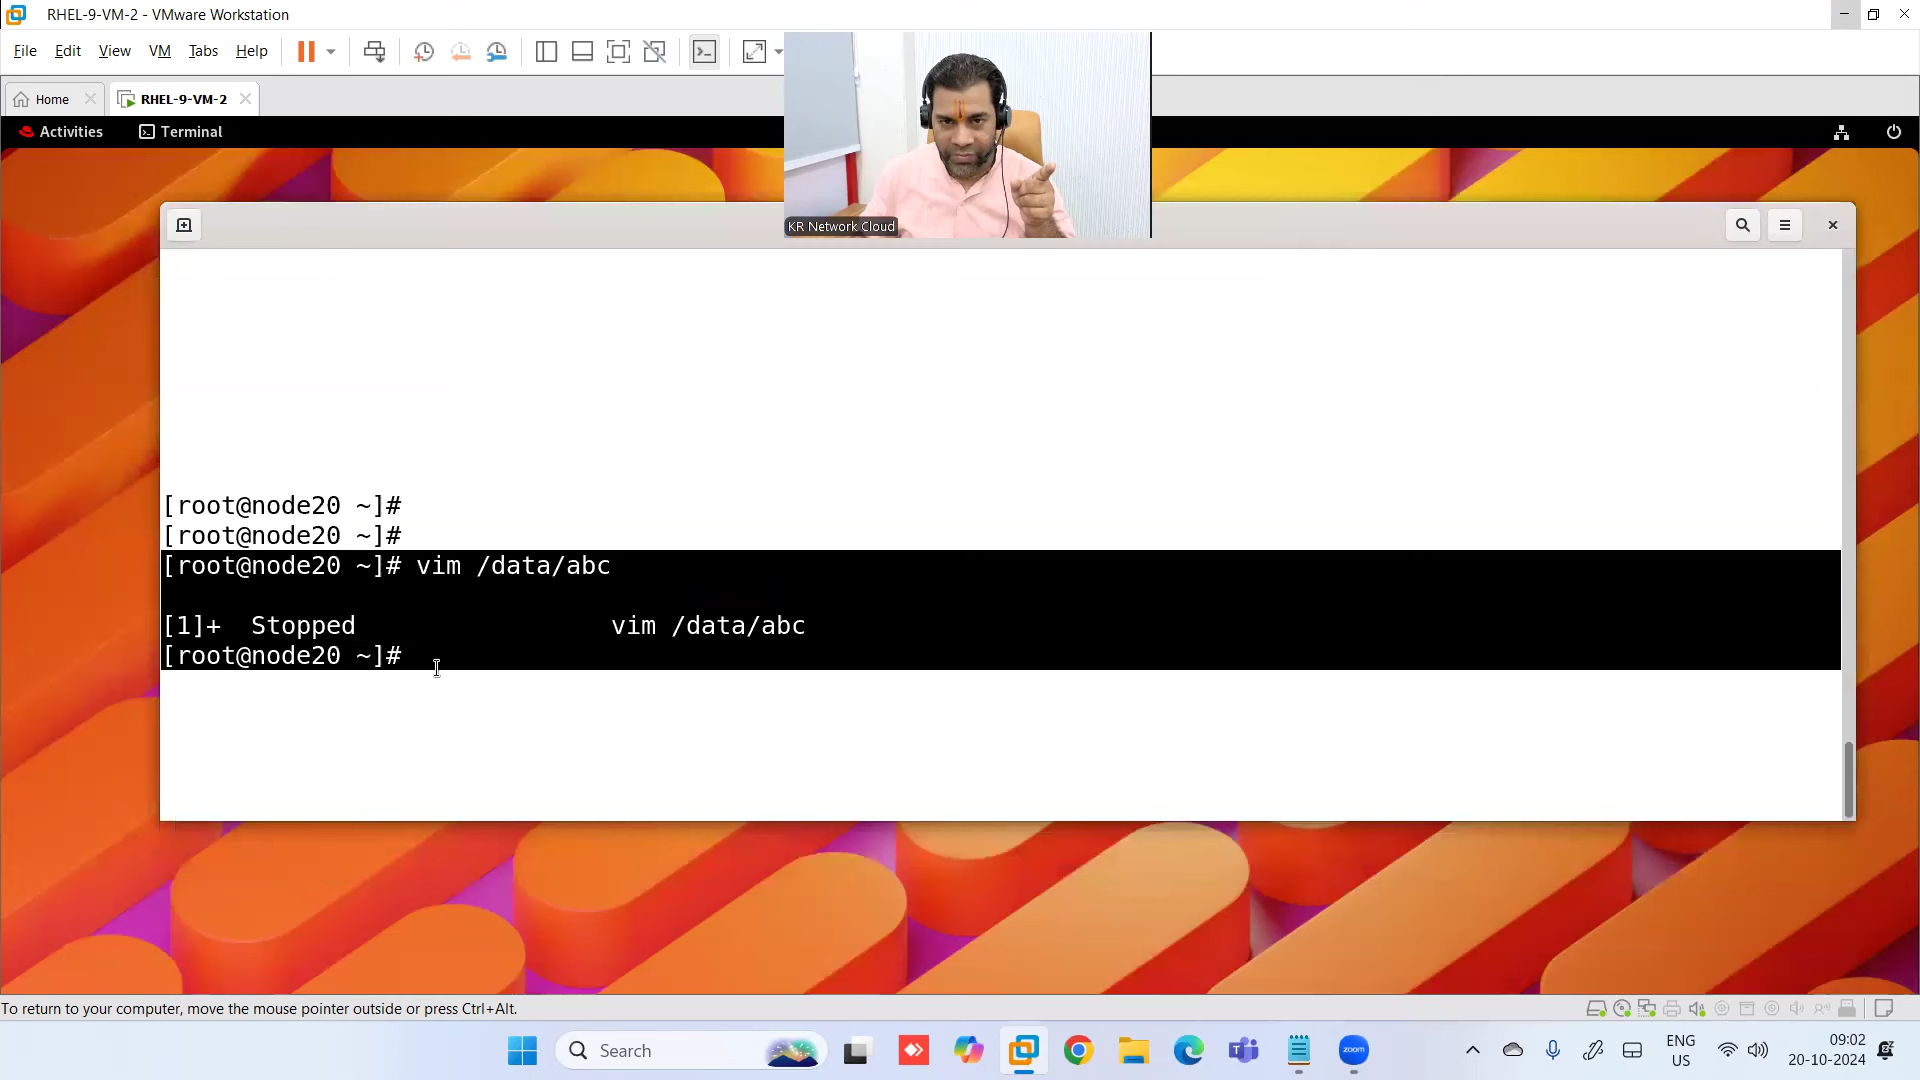 RHEL-9-VM-2 - VMware Workstation
File Edit View VM Tabs Help
Home RHEL-9-VM-2
Activities Terminal
KR Network Cloud
[root@node20 ~]#
[root@node20 ~]#
[root@node20 ~]# vim /data/abc
[1]+ Stopped vim /data/abc
[root@node20 ~]#
To return to your computer, move the mouse pointer outside or press Ctrl+Alt.
Search
zoom
ENG
US
09:02
20-10-2024